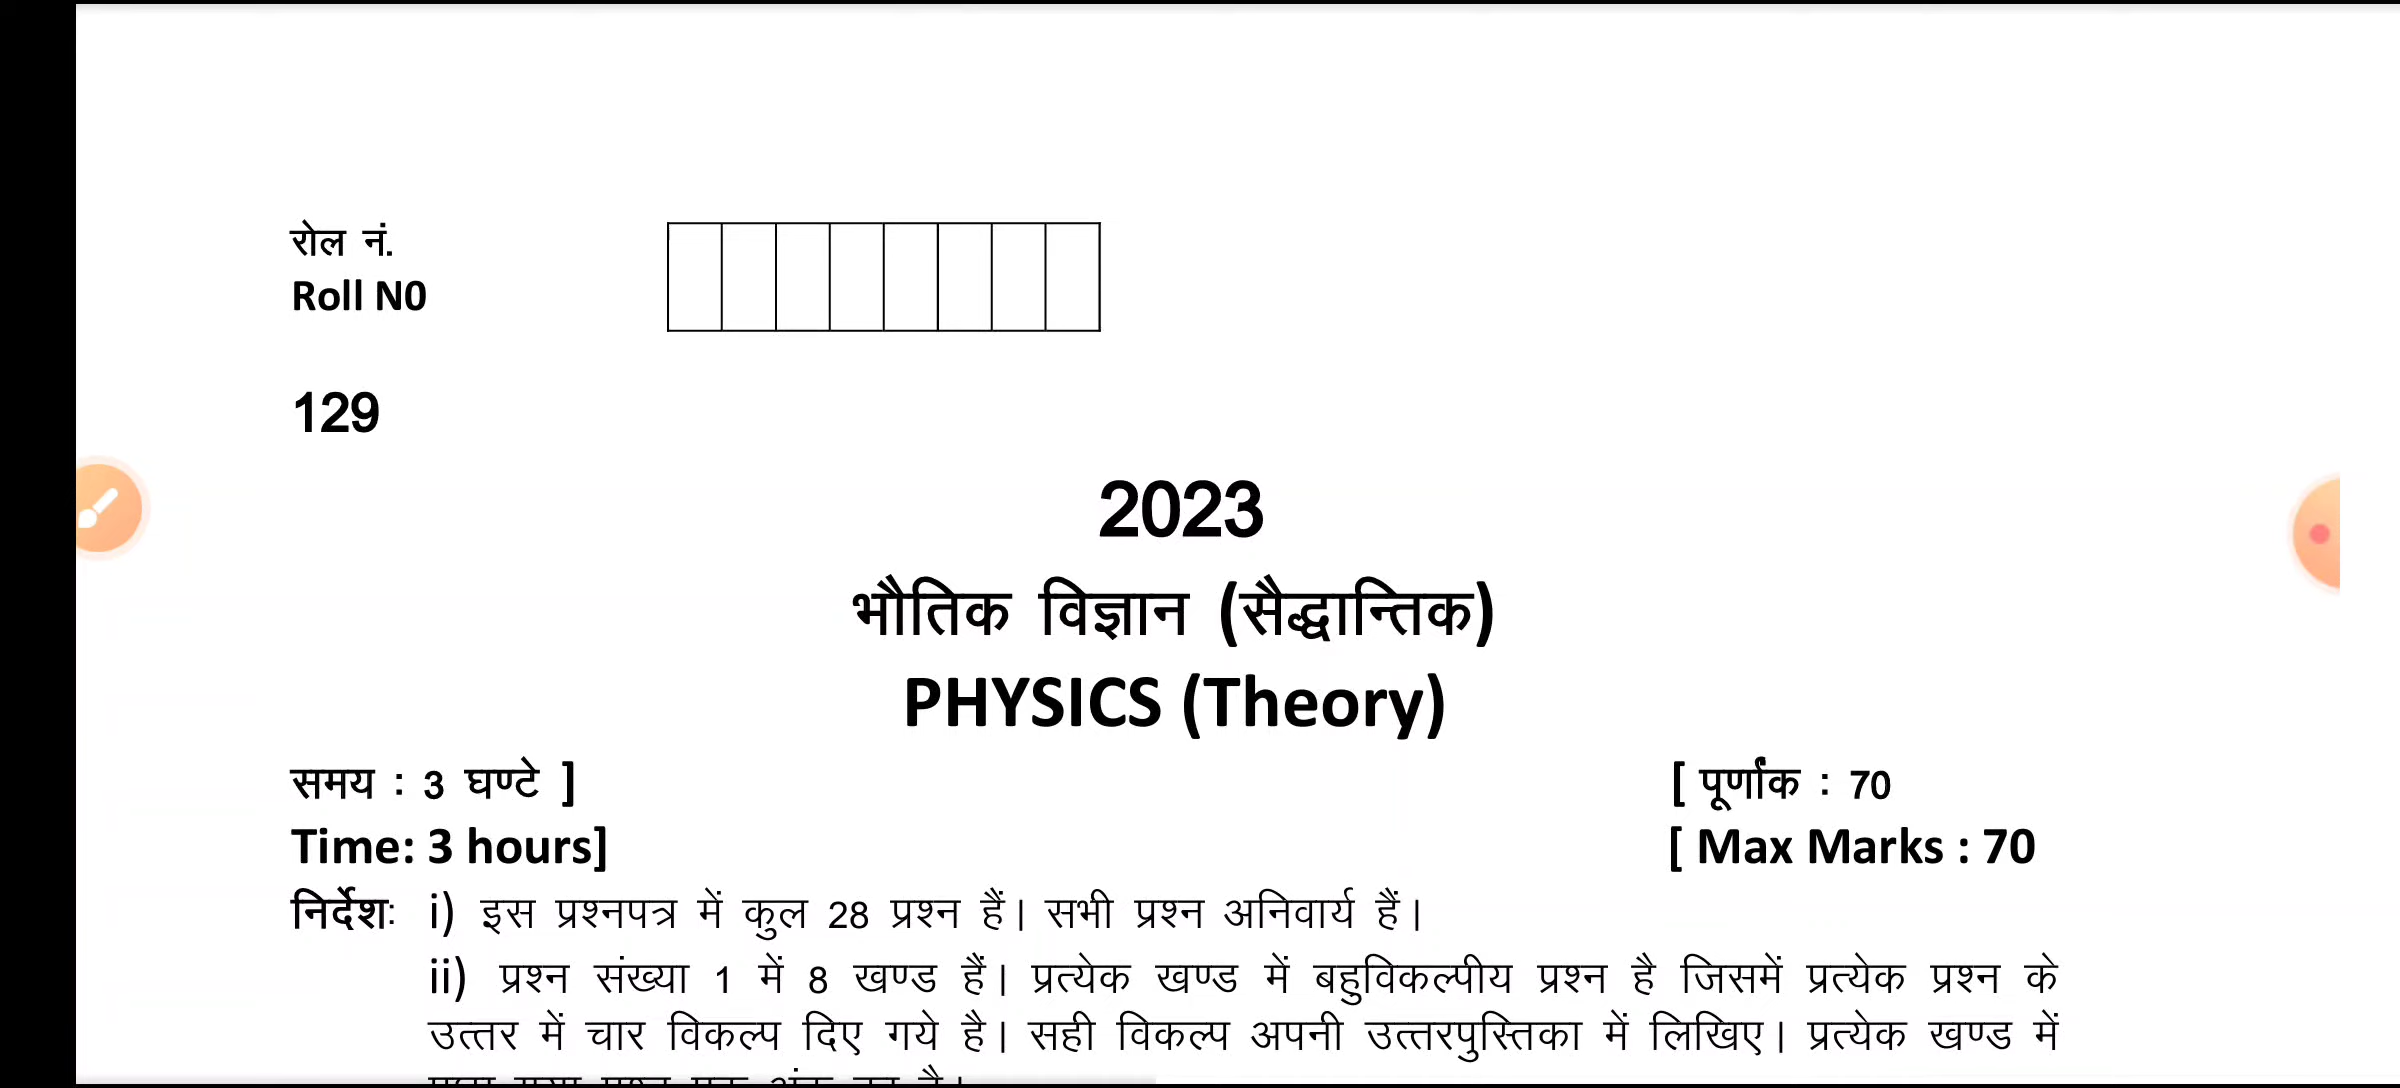 रोल नं.
Roll N0
129
2023
भौतिक विज्ञान (सैद्धान्तिक)
PHYSICS (Theory)
समय : 3 घण्टे ] [ पूर्णांक : 70
Time: 3 hours] [ Max Marks : 70
निर्देशः i) इस प्रश्नपत्र में कुल 28 प्रश्न हैं। सभी प्रश्न अनिवार्य हैं।
ii) प्रश्न संख्या 1 में 8 खण्ड हैं। प्रत्येक खण्ड में बहुविकल्पीय प्रश्न है जिसमें प्रत्येक प्रश्न के
उत्तर में चार विकल्प दिए गये है। सही विकल्प अपनी उत्तरपुस्तिका में लिखिए। प्रत्येक खण्ड में